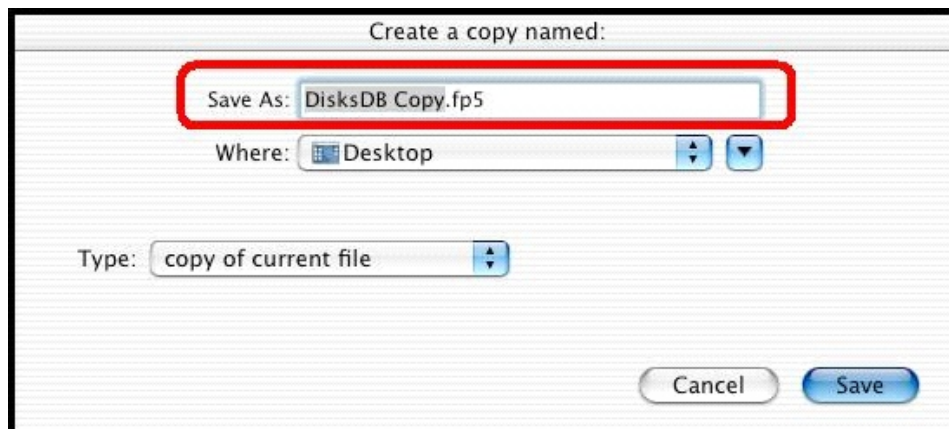 Create a copy named:
Save As: DisksDB Copy.fp5
Where: Desktop
Type: copy of current file
Cancel Save